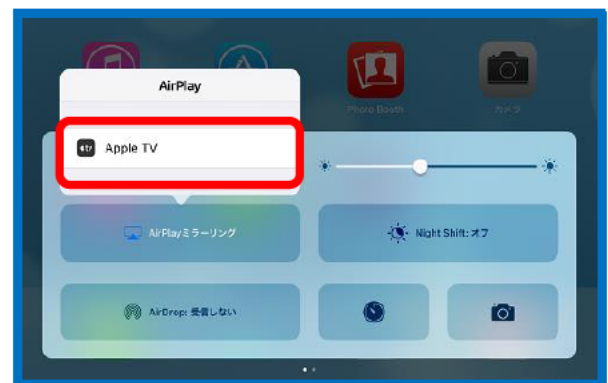 AirPlay
Photo Booth
カメラ
Apple TV
AirPlayミラーリング
Night Shift: オフ
AirDrop: 受信しない